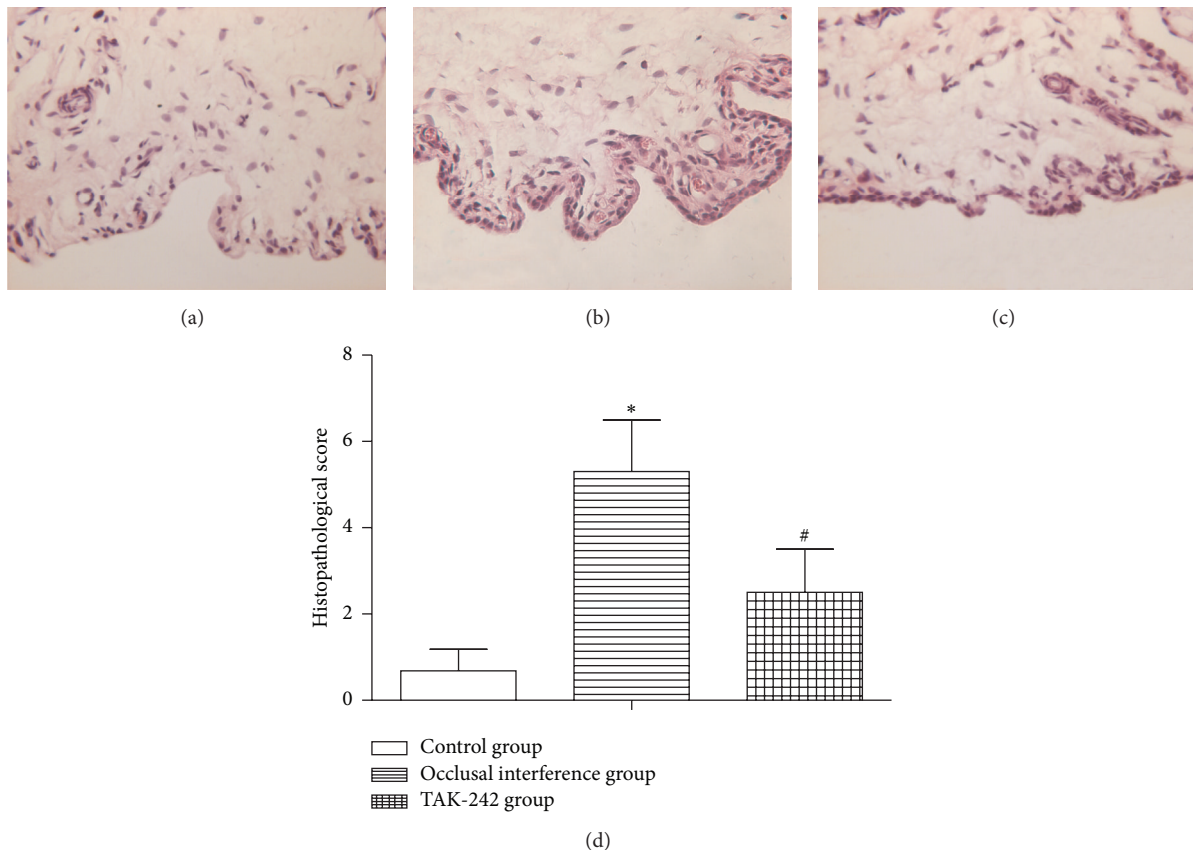 (a)
(b)
(c)
8
6
4
2
0
Histopathological score
*
#
Control group
Occlusal interference group
TAK-242 group
(d)